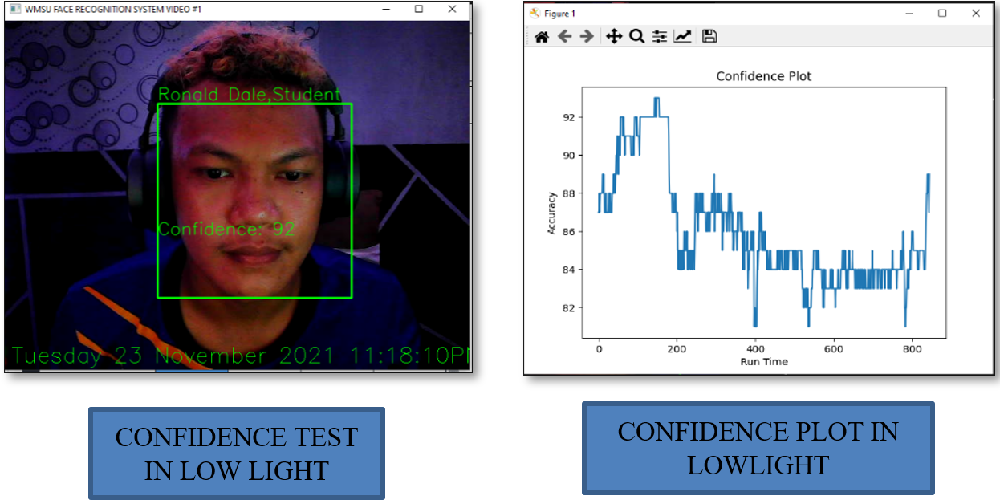 WMSU FACE RECOGNITION SYSTEM VIDEO #1
Ronald Dale,Student
Confidence: 92
Tuesday 23 November 2021 11:18:10PM
CONFIDENCE TEST
IN LOW LIGHT
Figure 1
Confidence Plot
92
90
88
86
84
82
Accuracy
0 200 400 600 800
Run Time
CONFIDENCE PLOT IN
LOWLIGHT